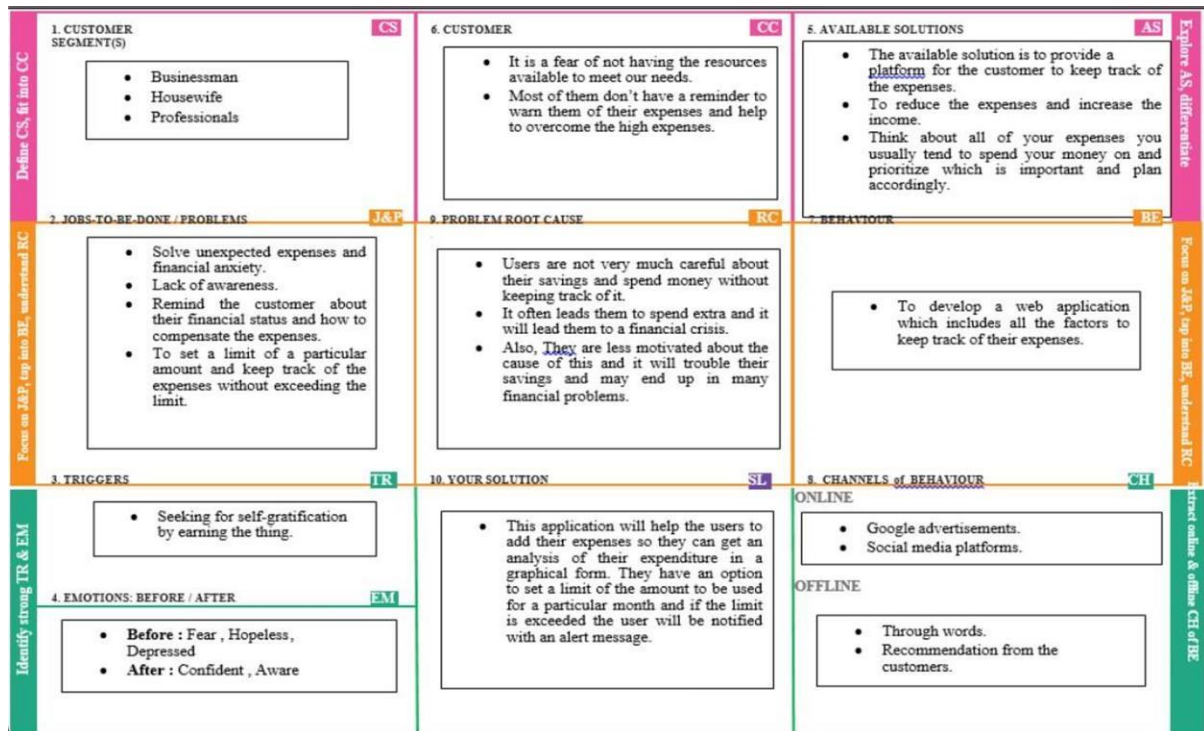 Define CS, fit into CC
1. CUSTOMER
SEGMENT(S)
CS
• Businessman
• Housewife
• Professionals
6. CUSTOMER
CC
• It is a fear of not having the resources
available to meet our needs.
• Most of them don't have a reminder to
warn them of their expenses and help
to overcome the high expenses.
5. AVAILABLE SOLUTIONS
AS
• The available solution is to provide a
platform for the customer to keep track of
the expenses.
• To reduce the expenses and increase the
income.
• Think about all of your expenses you
usually tend to spend your money on and
prioritize which is important and plan
accordingly.
Explore AS, differentiate
Focus on J&P, tap into BE, understand RC
2. JOBS-TO-BE-DONE / PROBLEMS
J&P
• Solve unexpected expenses and
financial anxiety.
• Lack of awareness.
• Remind the customer about
their financial status and how to
compensate the expenses.
• To set a limit of a particular
amount and keep track of the
expenses without exceeding the
limit.
9. PROBLEM ROOT CAUSE
RC
• Users are not very much careful about
their savings and spend money without
keeping track of it.
• It often leads them to spend extra and it
will lead them to a financial crisis.
• Also, They are less motivated about the
cause of this and it will trouble their
savings and may end up in many
financial problems.
7. BEHAVIOUR
BE
• To develop a web application
which includes all the factors to
keep track of their expenses.
Focus on J&P, tap into BE, understand RC
Identify strong TR & EM
3. TRIGGERS
TR
• Seeking for self-gratification
by earning the thing.
4. EMOTIONS: BEFORE / AFTER
EM
• Before : Fear , Hopeless ,
Depressed
• After : Confident , Aware
10. YOUR SOLUTION
SL
• This application will help the users to
add their expenses so they can get an
analysis of their expenditure in a
graphical form. They have an option
to set a limit of the amount to be used
for a particular month and if the limit
is exceeded the user will be notified
with an alert message.
8. CHANNELS of BEHAVIOUR
CH
ONLINE
• Google advertisements.
• Social media platforms.
OFFLINE
• Through words.
• Recommendation from the
customers.
Extract online & offline CH of BE